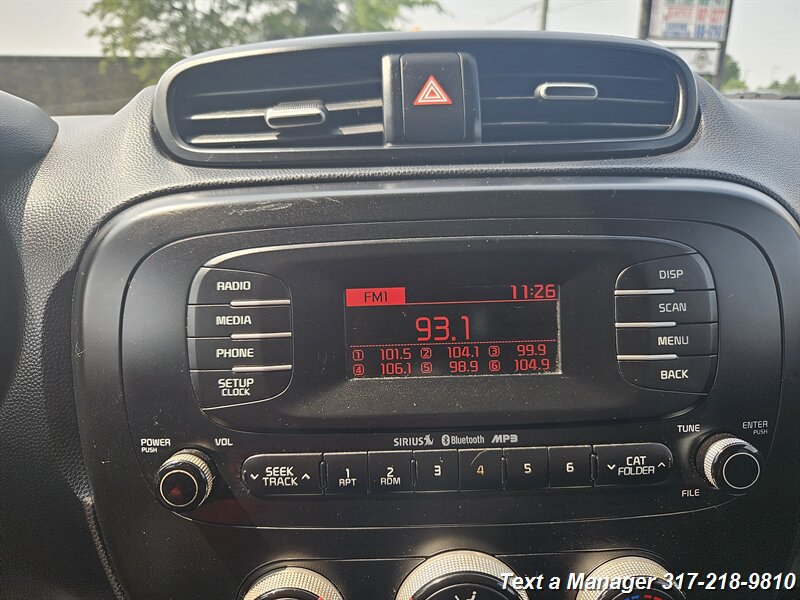 FM1 11:26
93.1
1 101.5 2 104.1 3 99.9
4 106.1 5 98.9 6 104.9
RADIO
MEDIA
PHONE
SETUP
CLOCK
DISP
SCAN
MENU
BACK
SIRIUS Bluetooth MP3
POWER
PUSH
VOL
SEEK
TRACK
1
RPT
2
RDM
3
4
5
6
CAT
FOLDER
TUNE
FILE
ENTER
PUSH
Text a Manager 317-218-9810